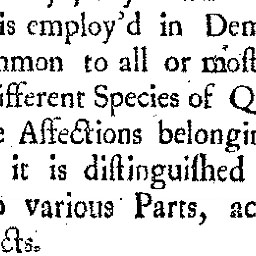 is employ'd in Dem
mmon to all or moſt
ifferent Species of Q
e Affections belongin
it is diſtinguiſhed
o various Parts, ac
cts.